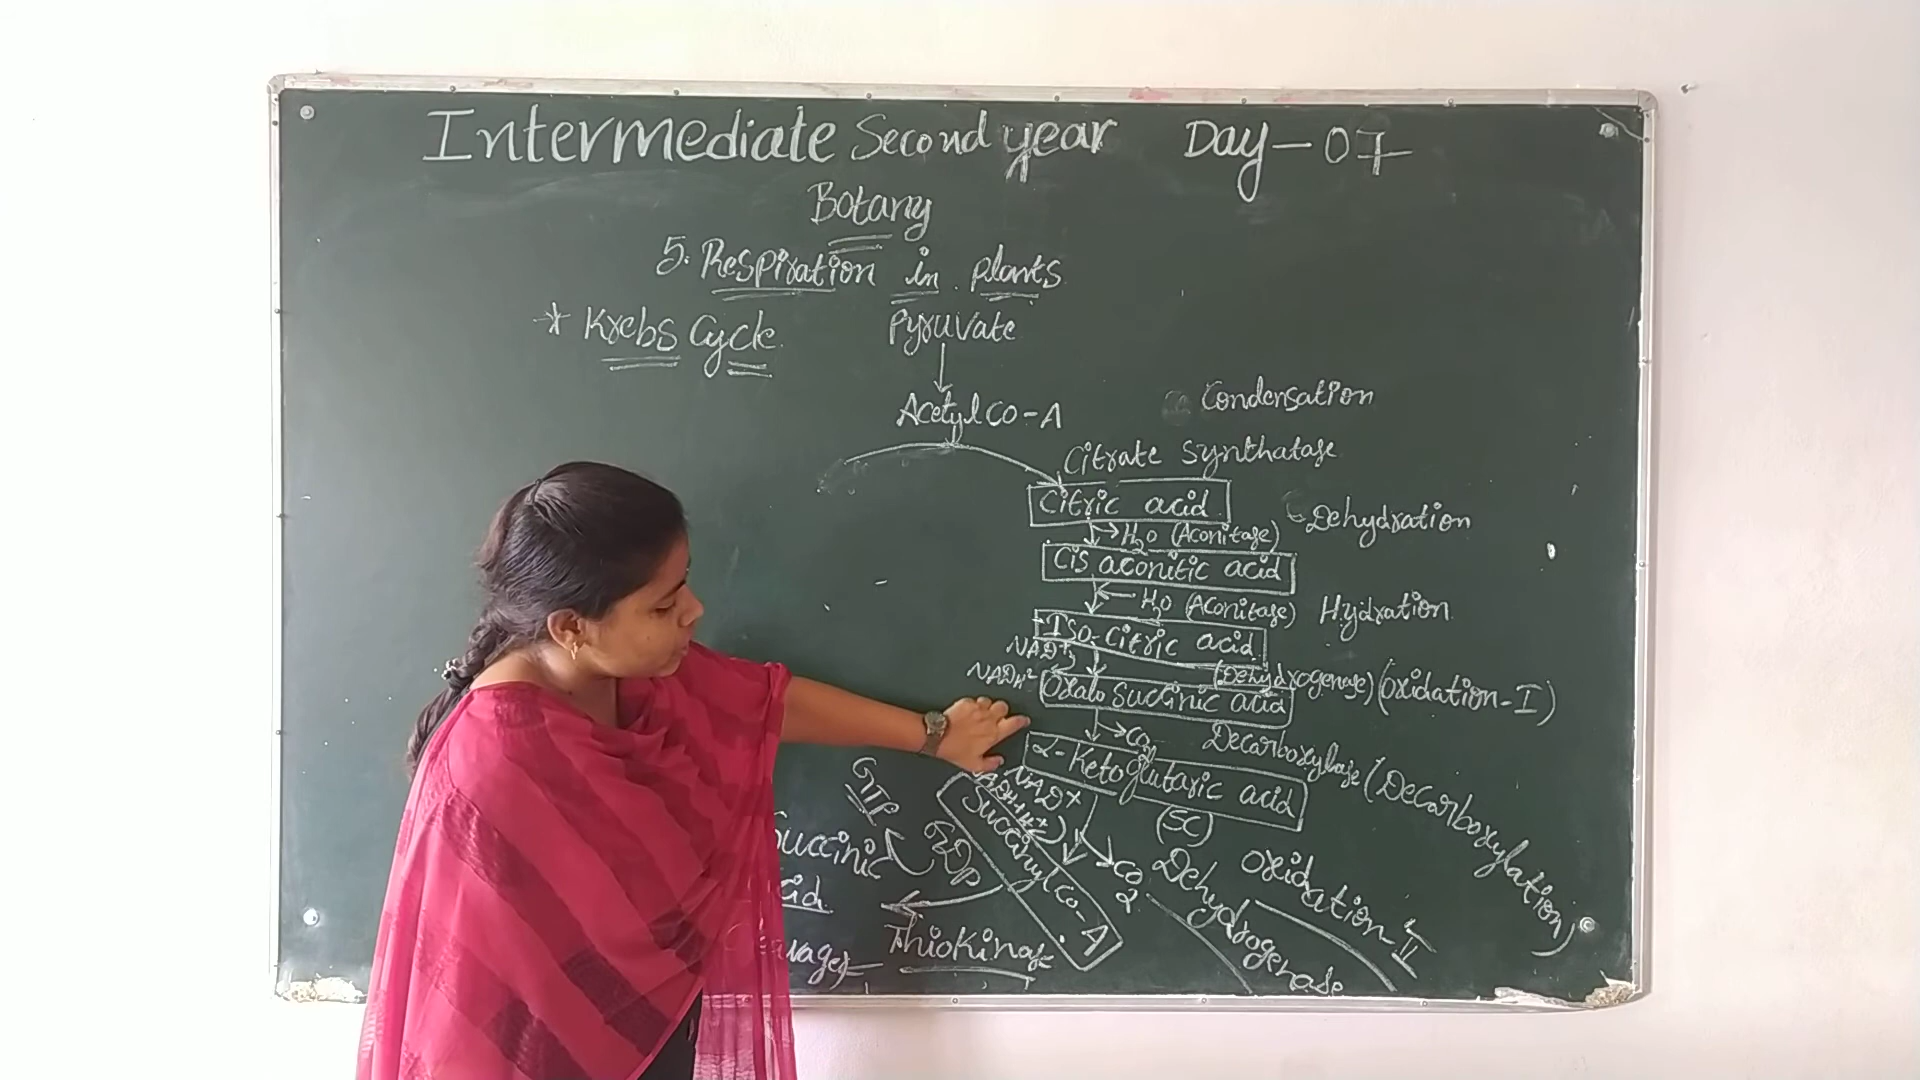 Intermediate Second year Day-07
Botany
5. Respiration in plants
* Krebs Cycle
Pyruvate
Acetyl Co-A
Condensation
Citrate Synthatase
Citric acid
Dehydration
H2O (Aconitase)
Cis aconitic acid
H2O (Aconitase) Hydration
Iso-Citric acid
NAD+
NADH2
(Dehydrogenase) (Oxidation-I)
Oxalo Succinic acid
CO2 Decarboxylase (Decarboxylation)
α-Ketoglutaric acid
(5C)
NAD+
CO2
Dehydrogenase
Oxidation-II
Succinyl Co-A
GDP
GTP
Thiokinase
Succinic